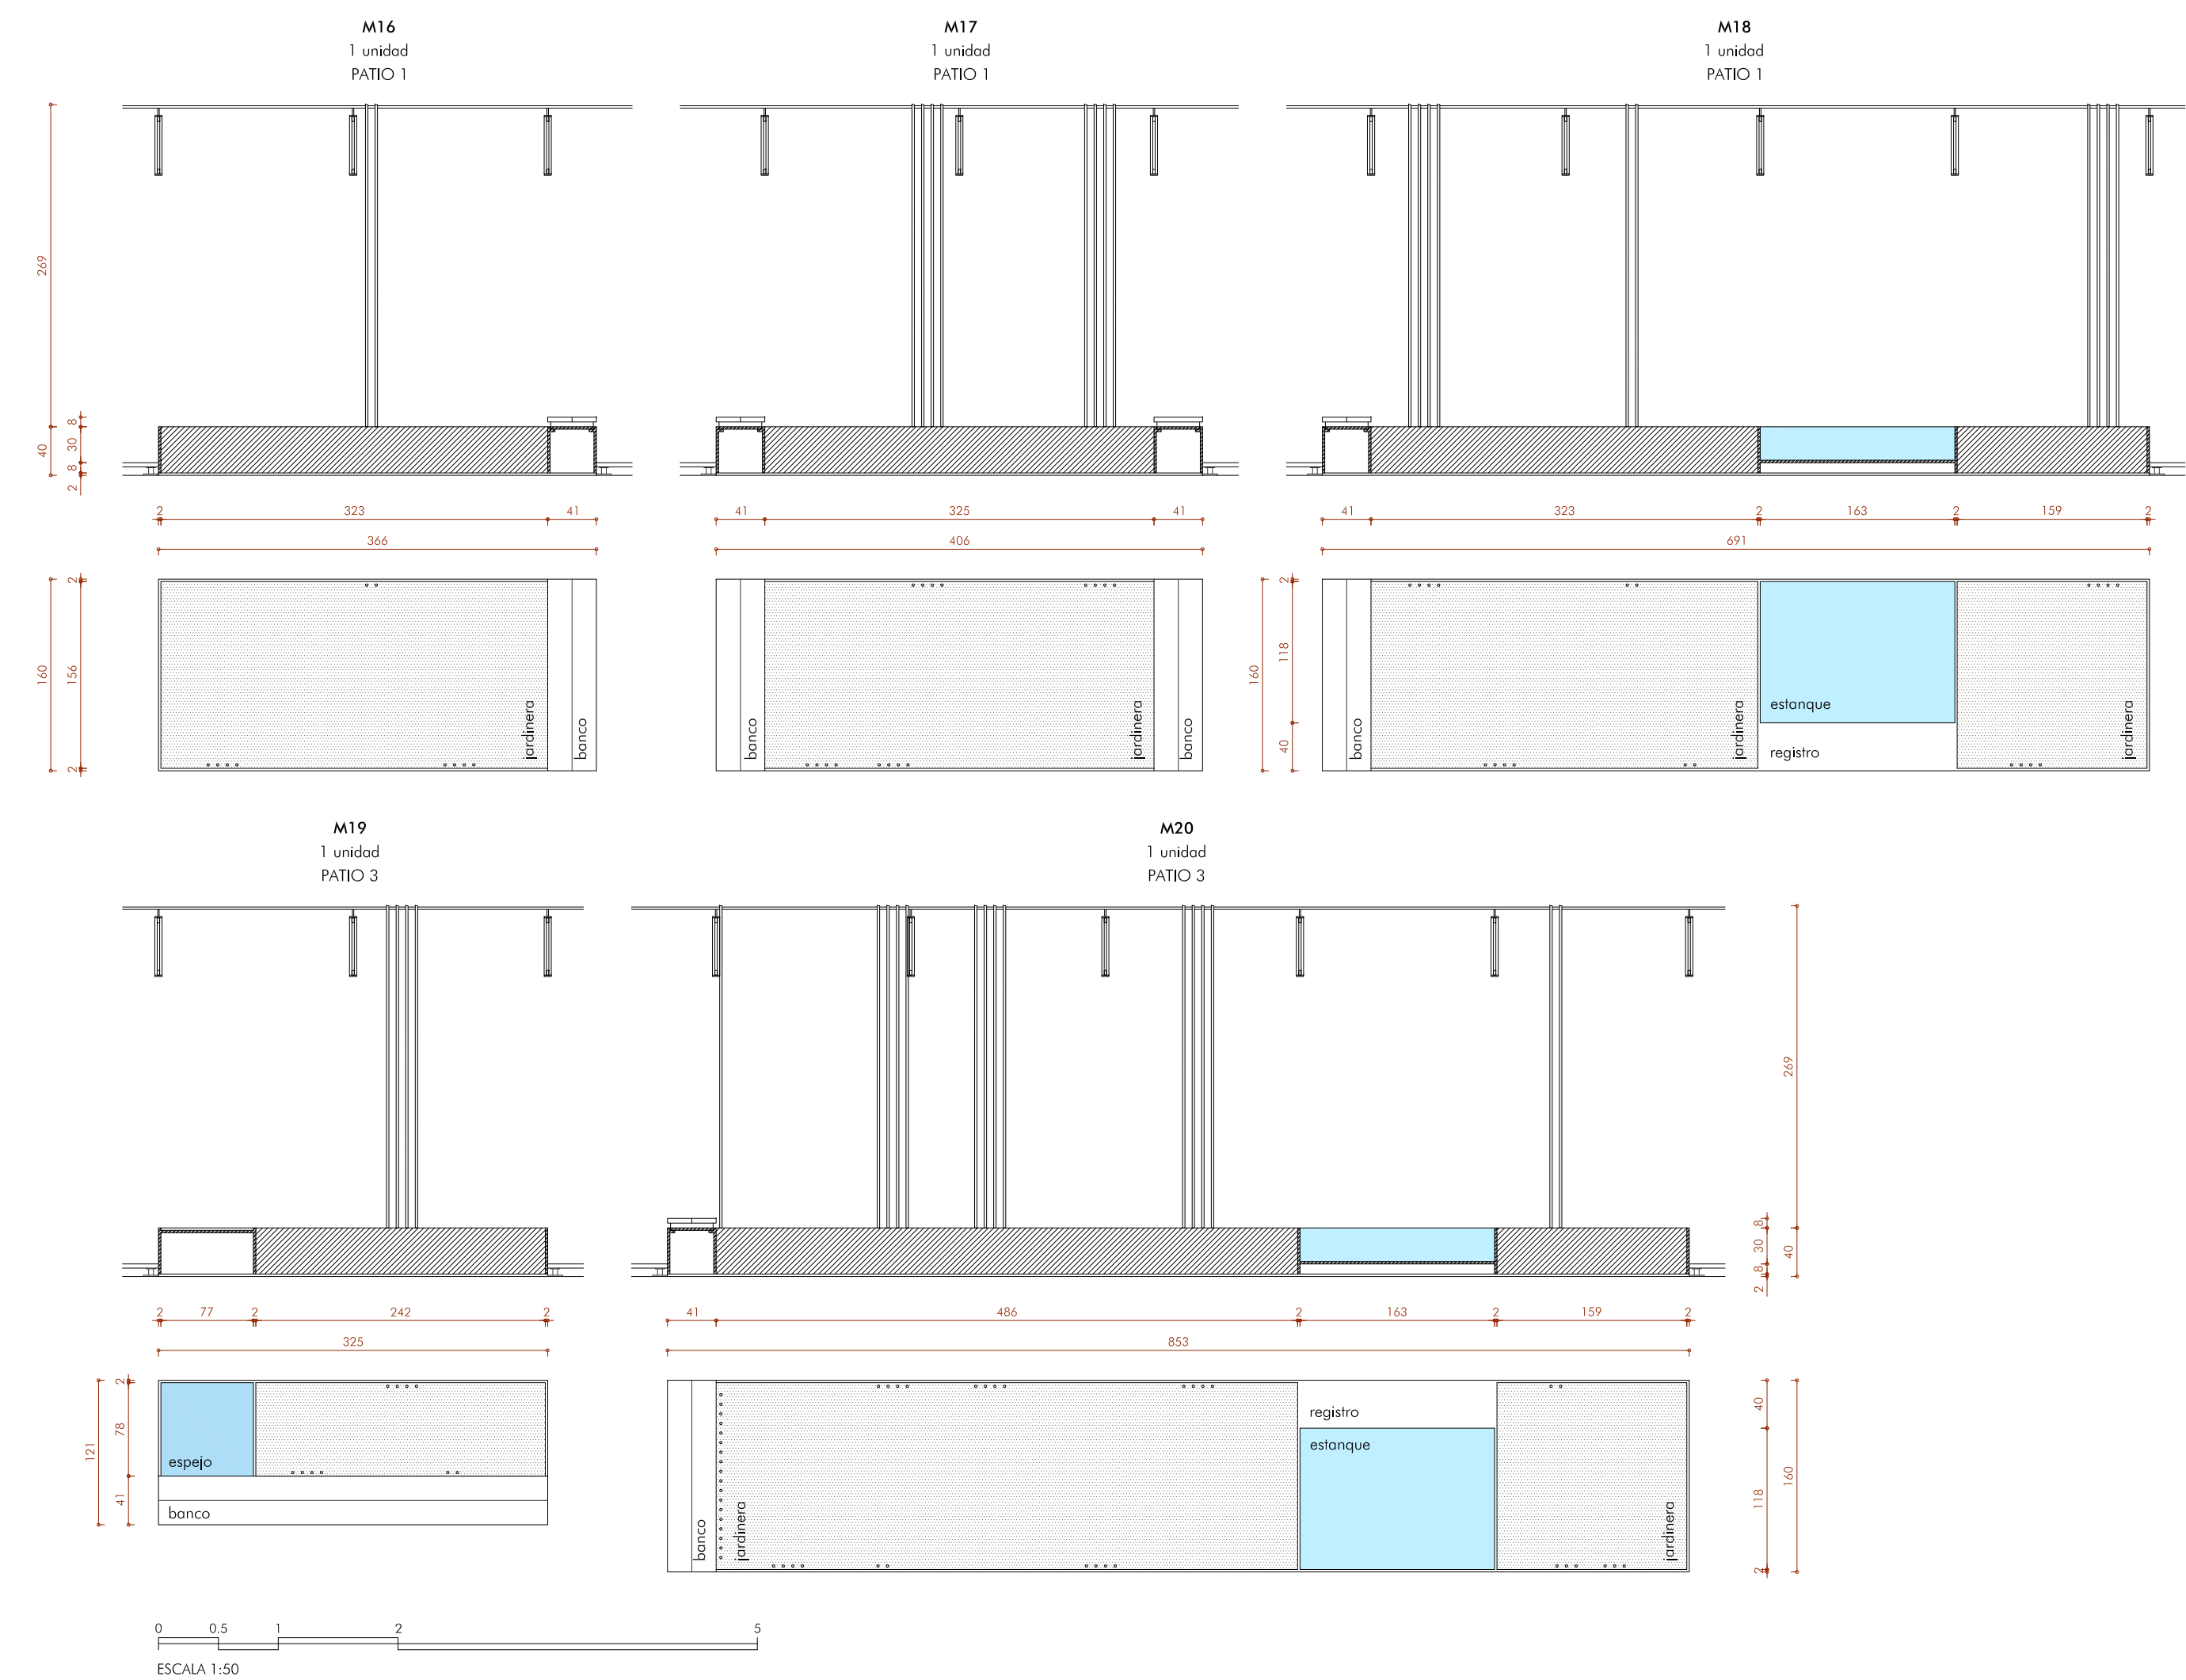 M16
1 unidad
PATIO 1
269
40
8
30
8
2
2 323 41
366
160
2
156
2
jardinera
banco
M17
1 unidad
PATIO 1
41 325 41
406
banco
jardinera
banco
M18
1 unidad
PATIO 1
41 323 2 163 2 159 2
691
160
2
118
40
banco
jardinera
estanque
registro
jardinera
M19
1 unidad
PATIO 3
2 77 2 242 2
325
121
2
78
41
espejo
banco
M20
1 unidad
PATIO 3
269
8
30
8
2
40
41 486 2 163 2 159 2
853
banco
jardinera
registro
estanque
jardinera
40
118
2
160
0 0.5 1 2 5
ESCALA 1:50